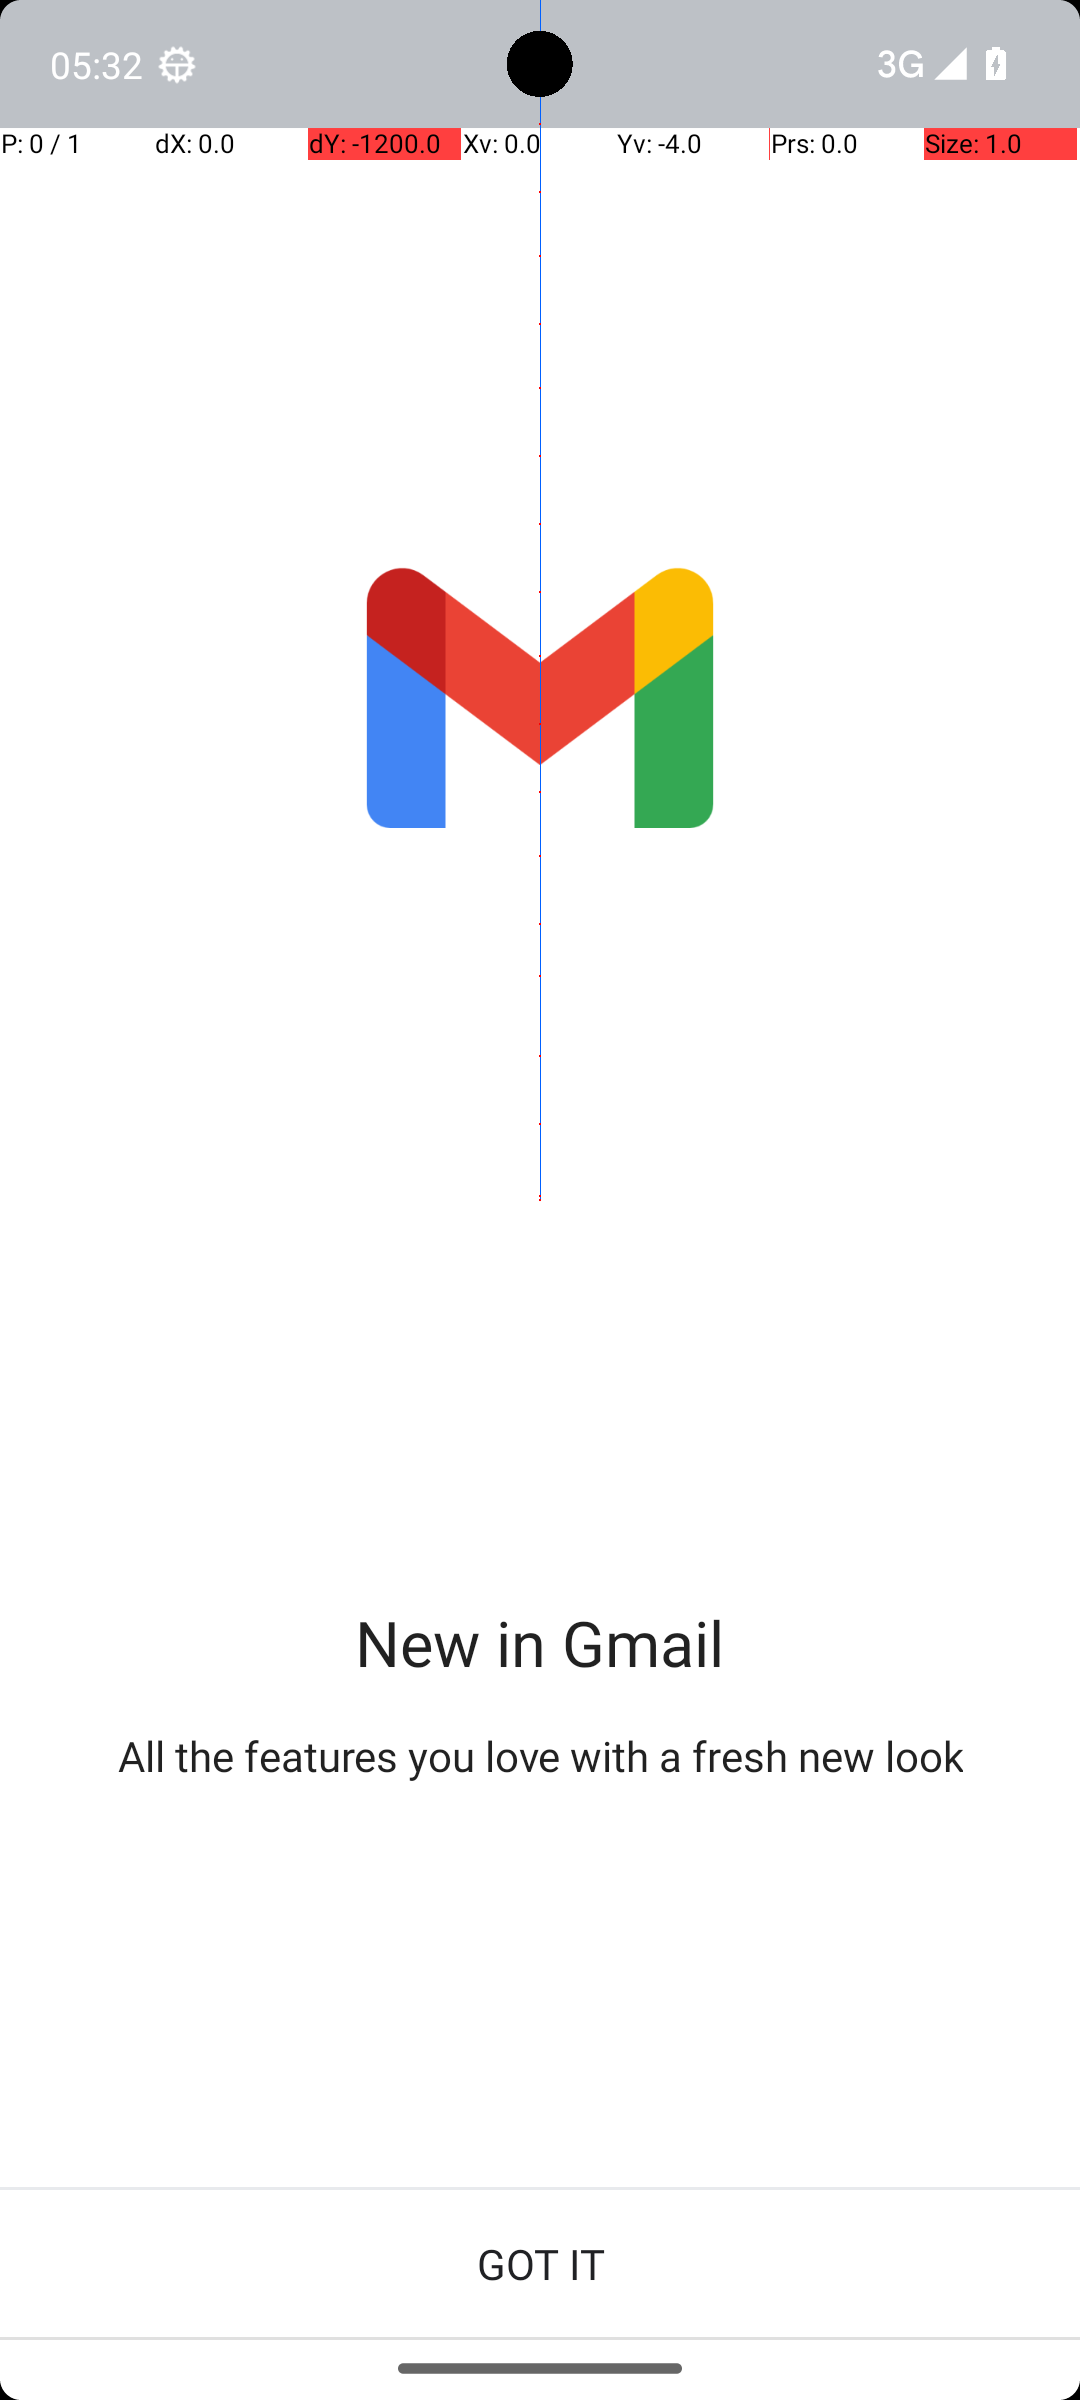 05:32 3G
P: 0 / 1 dX: 0.0 dY: -1200.0 Xv: 0.0 Yv: -4.0 Prs: 0.0 Size: 1.0
New in Gmail
All the features you love with a fresh new look
GOT IT